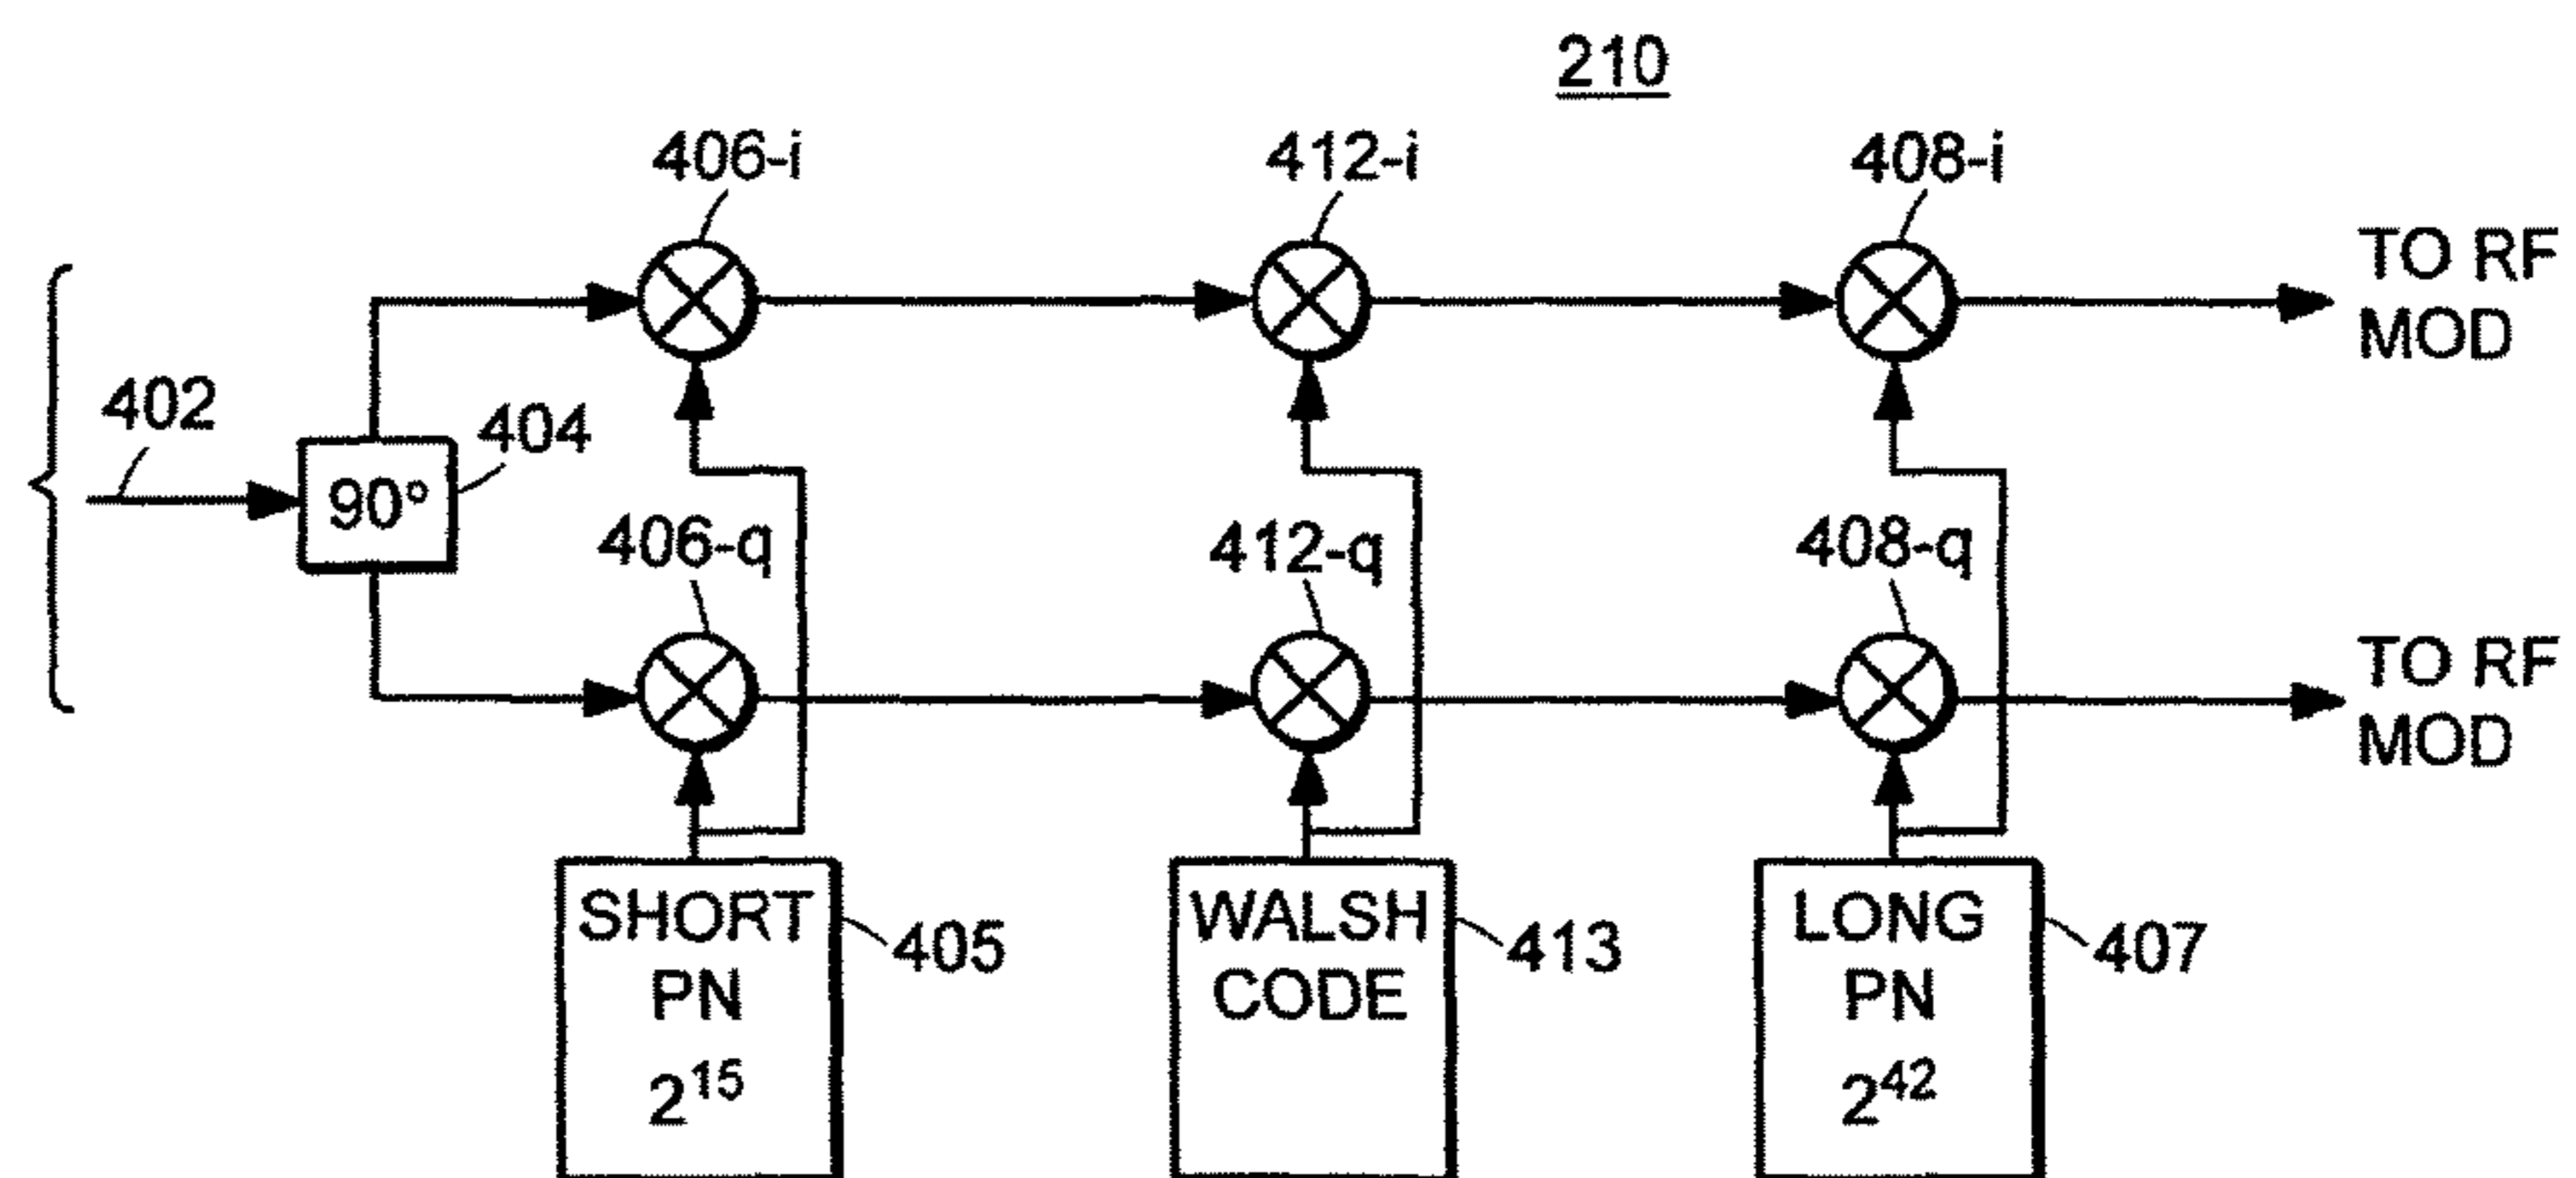 210
406-i
412-i
408-i
TO RF
MOD
402
404
90°
406-q
412-q
408-q
TO RF
MOD
SHORT
PN
2^15
405
WALSH
CODE
413
LONG
PN
2^42
407